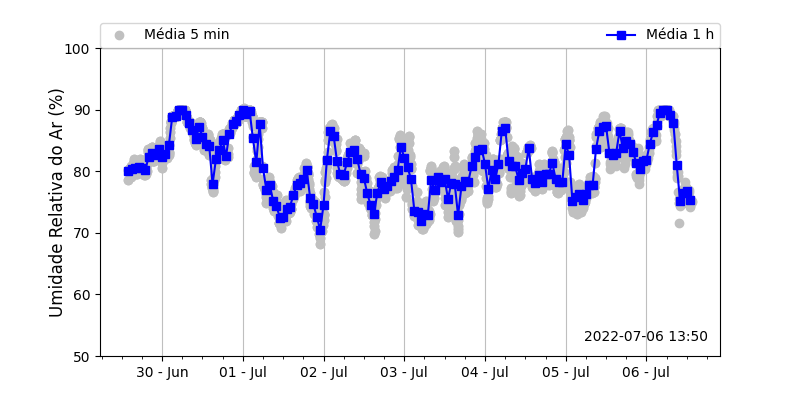 Média 5 min
Média 1 h
Umidade Relativa do Ar (%)
100
90
80
70
60
50
2022-07-06 13:50
30 - Jun
01 - Jul
02 - Jul
03 - Jul
04 - Jul
05 - Jul
06 - Jul